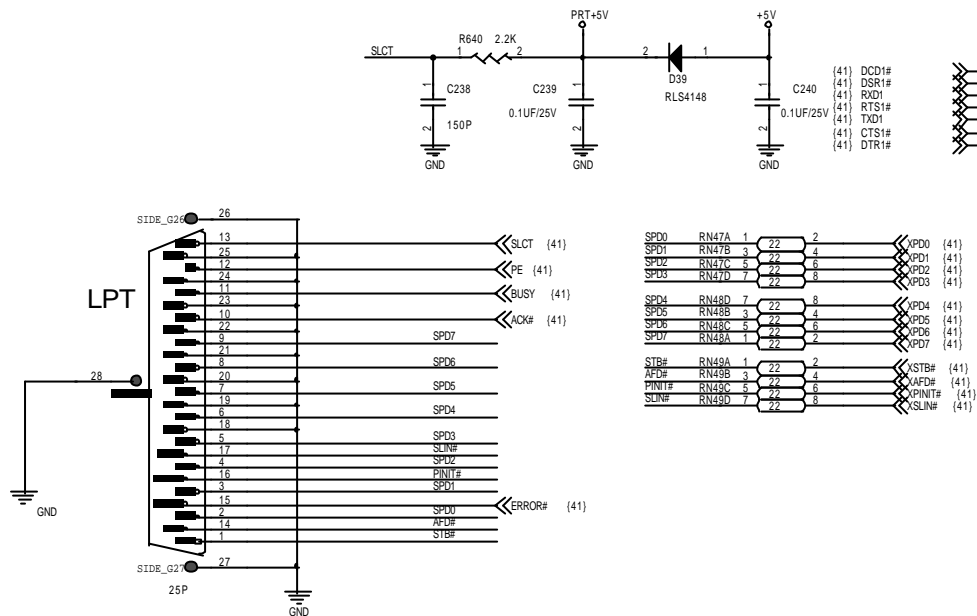 PRT+5V
+5V
SLCT
1
R640
2.2K
2
2
1
D39
RLS4148
1
C238
150P
2
GND
1
C239
0.1UF/25V
2
GND
1
C240
0.1UF/25V
2
GND
{41} DCD1#
{41} DSR1#
{41} RXD1
{41} RTS1#
{41} TXD1
{41} CTS1#
{41} DTR1#
LPT
SIDE_G26
26
13 SLCT {41}
25
12 PE {41}
24
11 BUSY {41}
23
10 ACK# {41}
22
9 SPD7
21
8 SPD6
20
7 SPD5
19
6 SPD4
18
5 SPD3
17 SLIN#
4 SPD2
16 PINIT#
3 SPD1
15 ERROR# {41}
2 SPD0
14 AFD#
1 STB#
SIDE_G27
27
25P
28
GND
GND
SPD0 RN47A 1 22 2 XPD0 {41}
SPD1 RN47B 3 22 4 XPD1 {41}
SPD2 RN47C 5 22 6 XPD2 {41}
SPD3 RN47D 7 22 8 XPD3 {41}
SPD4 RN48D 7 22 8 XPD4 {41}
SPD5 RN48B 3 22 4 XPD5 {41}
SPD6 RN48C 5 22 6 XPD6 {41}
SPD7 RN48A 1 22 2 XPD7 {41}
STB# RN49A 1 22 2 XSTB# {41}
AFD# RN49B 3 22 4 XAFD# {41}
PINIT# RN49C 5 22 6 XPINIT# {41}
SLIN# RN49D 7 22 8 XSLIN# {41}